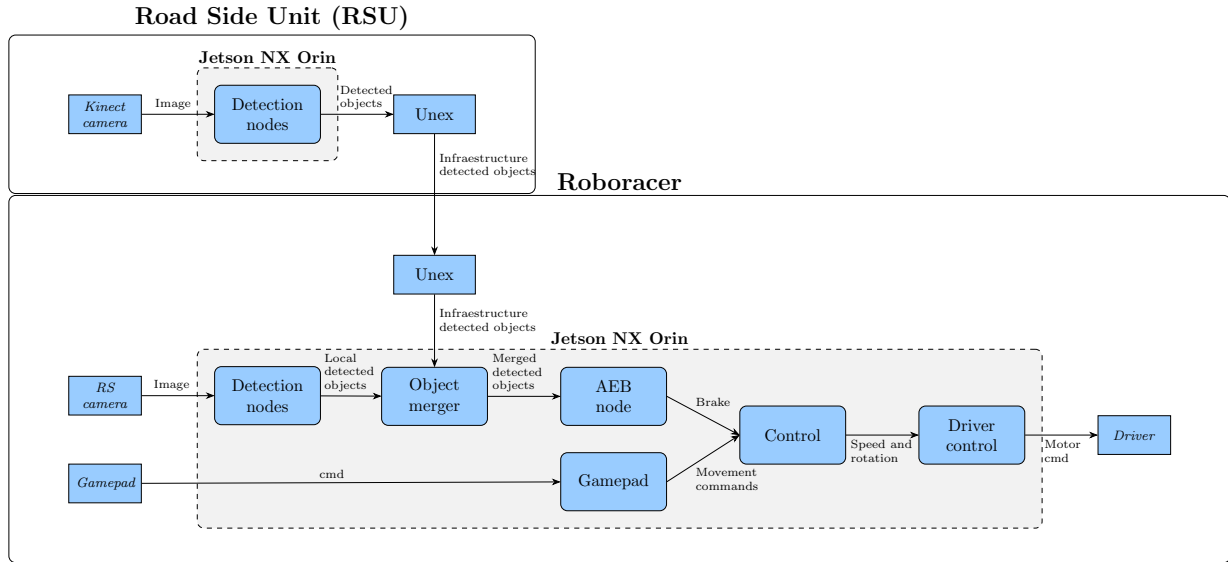 Road Side Unit (RSU)
Jetson NX Orin
Kinect
camera
Image
Detection
nodes
Detected
objects
Unex
Infraestructure
detected objects
Roboracer
Unex
Infraestructure
detected objects
Jetson NX Orin
RS
camera
Image
Detection
nodes
Local
detected
objects
Object
merger
Merged
detected
objects
AEB
node
Brake
Gamepad
cmd
Gamepad
Movement
commands
Control
Speed and
rotation
Driver
control
Motor
cmd
Driver